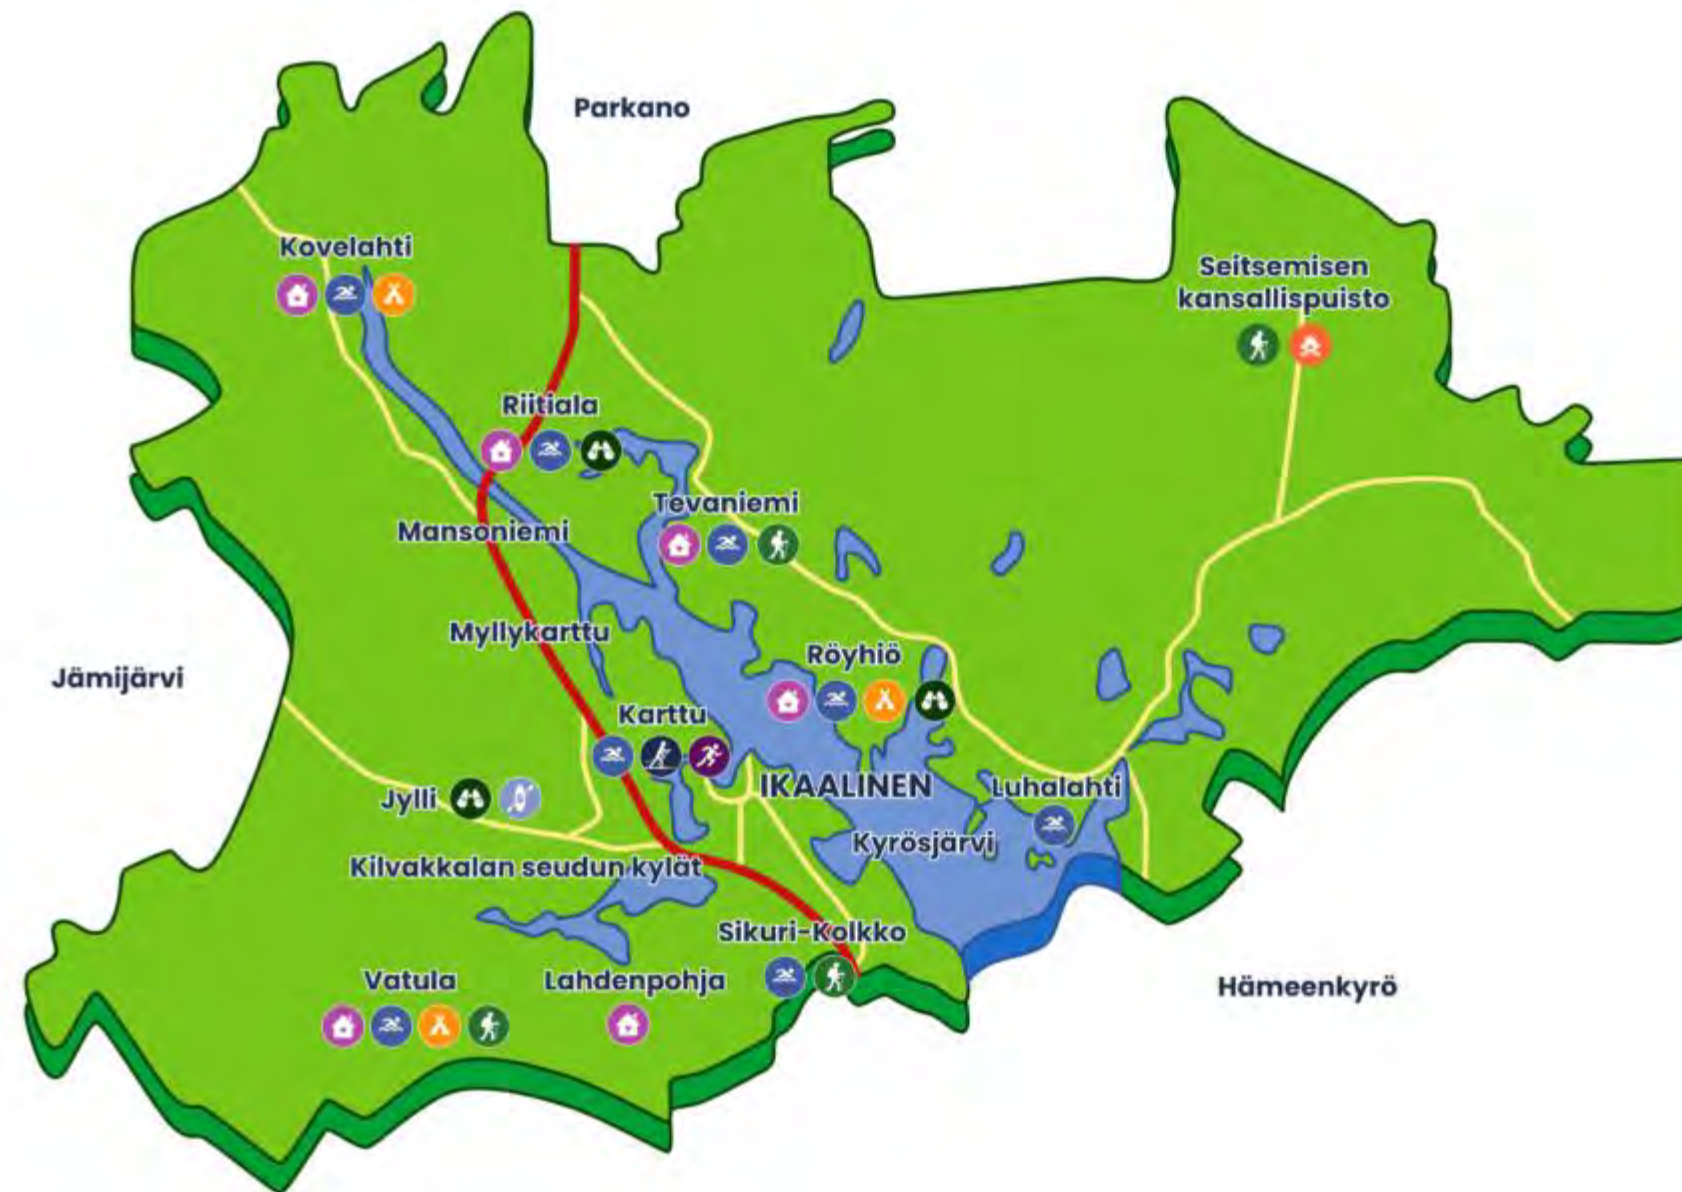 Parkano
Kovelahti
Seitsemisen
kansallispuisto
Riitiala
Tevaniemi
Mansoniemi
Myllykarttu
Röyhiö
Jämijärvi
Karttu
IKAALINEN
Luhalahti
Jylli
Kyrösjärvi
Kilvakkalan seudun kylät
Sikuri-Kolkko
Vatula
Lahdenpohja
Hämeenkyrö